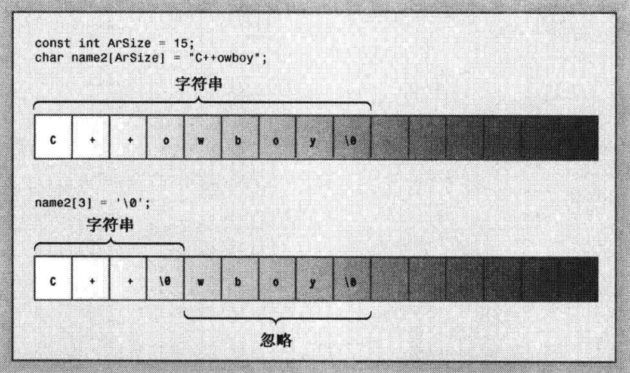 const int ArSize = 15;
char name2[ArSize] = "C++owboy";
字符串
C + + o w b o y \0
name2[3] = '\0';
字符串
C + + \0 w b o y \0
忽略